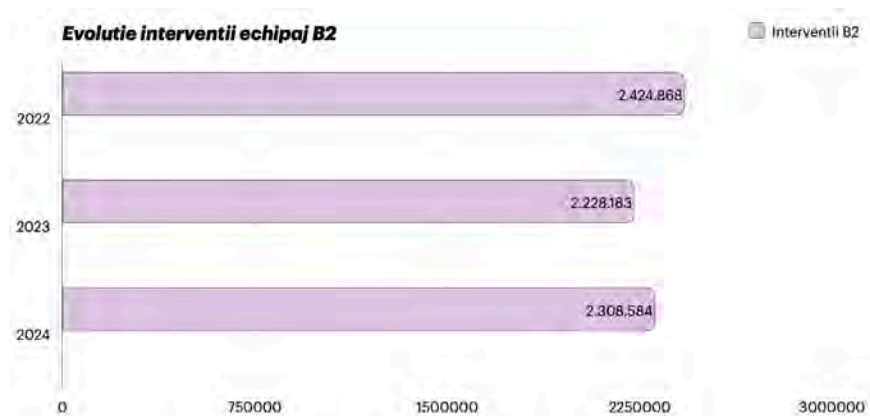 Evolutie interventii echipaj B2
Interventii B2
2.424.868
2022
2.228.183
2023
2.308.584
2024
0 750000 1500000 2250000 3000000